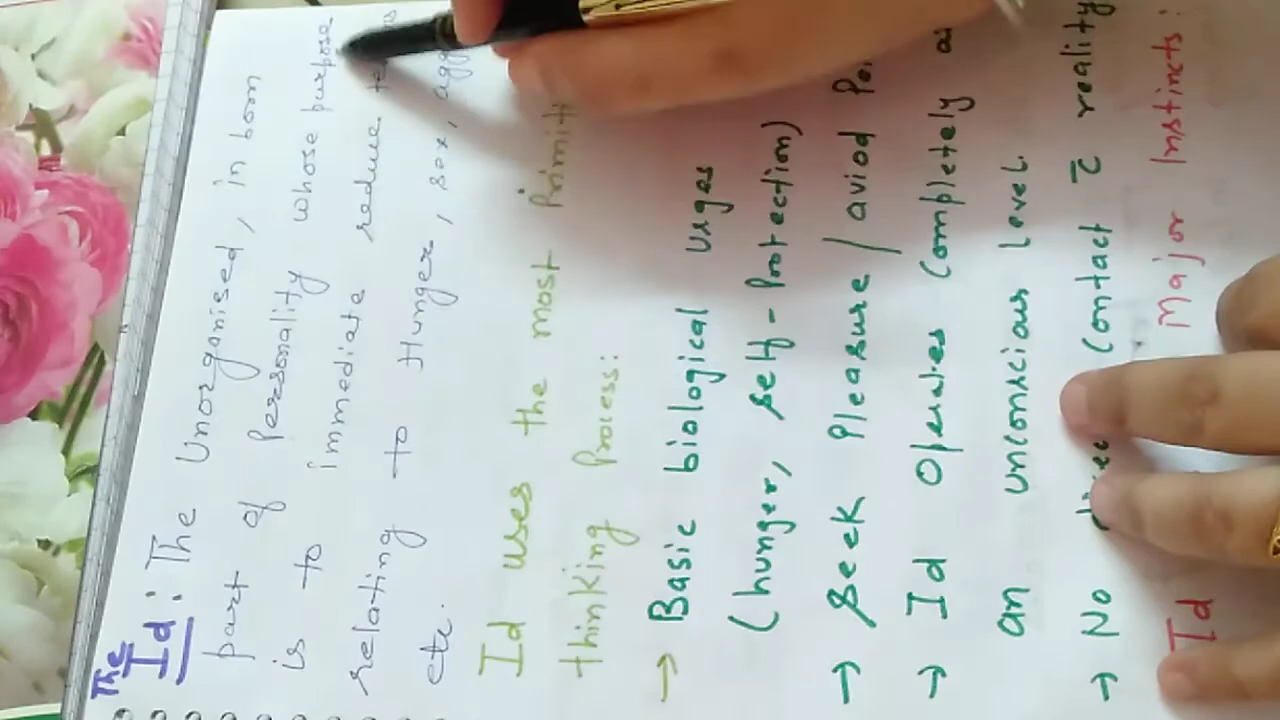 The
Id: The Unorganised, in born
part of Personality whose purpose
is to immediate reduce
relating to Hunger, sex,
etc.
Id uses the most
thinking Process:
→ Basic biological urges
(hunger, self-Protection)
→ Seek Pleasure/aviod
→ Id Operates Completely
an unconscious Level.
→ No Contact c̄ reality
Id Major Instincts: